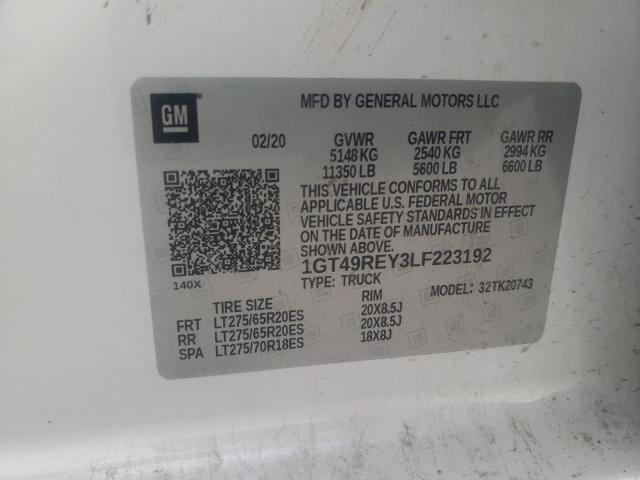 GM
MFD BY GENERAL MOTORS LLC
02/20 GVWR GAWR FRT GAWR RR
5148 KG 2540 KG 2994 KG
11350 LB 5600 LB 6600 LB
THIS VEHICLE CONFORMS TO ALL
APPLICABLE U.S. FEDERAL MOTOR
VEHICLE SAFETY STANDARDS IN EFFECT
ON THE DATE OF MANUFACTURE
SHOWN ABOVE.
140X
1GT49REY3LF223192
TYPE: TRUCK MODEL: 32TK20743
TIRE SIZE RIM
FRT LT275/65R20ES 20X8.5J
RR LT275/65R20ES 20X8.5J
SPA LT275/70R18ES 18X8J